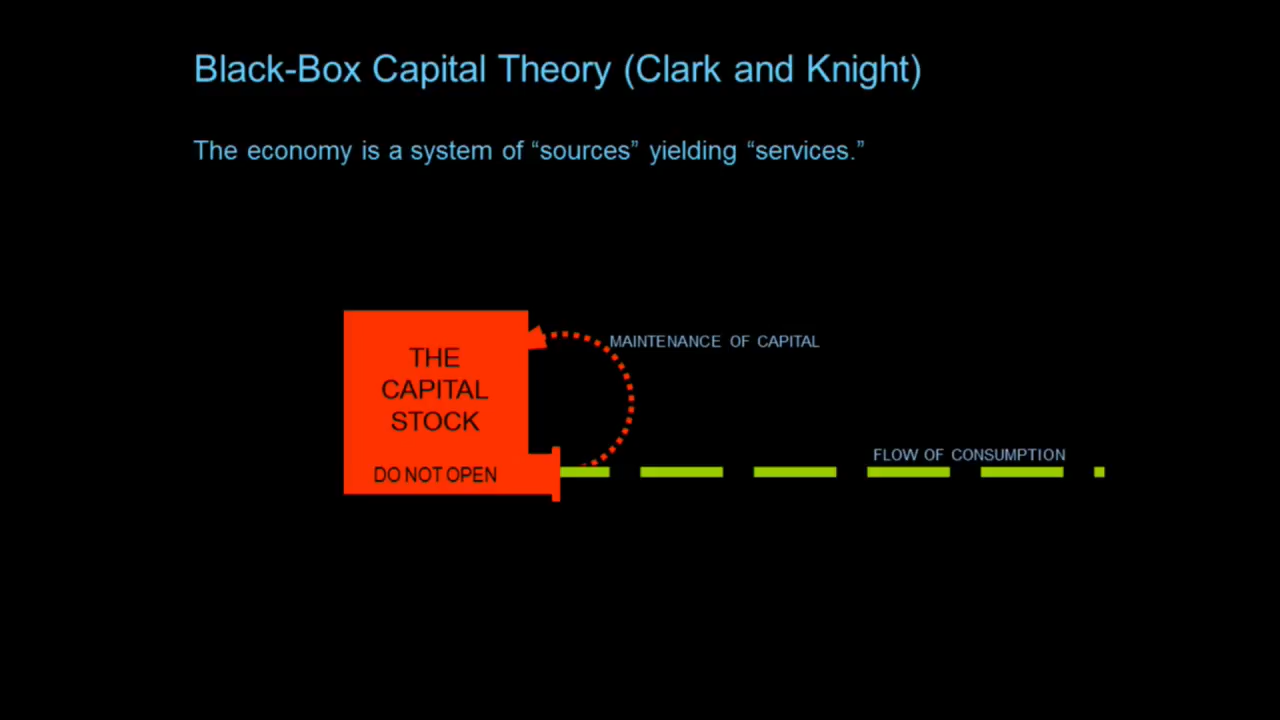 Black-Box Capital Theory (Clark and Knight)
The economy is a system of “sources” yielding “services.”
THE
CAPITAL
STOCK
DO NOT OPEN
MAINTENANCE OF CAPITAL
FLOW OF CONSUMPTION